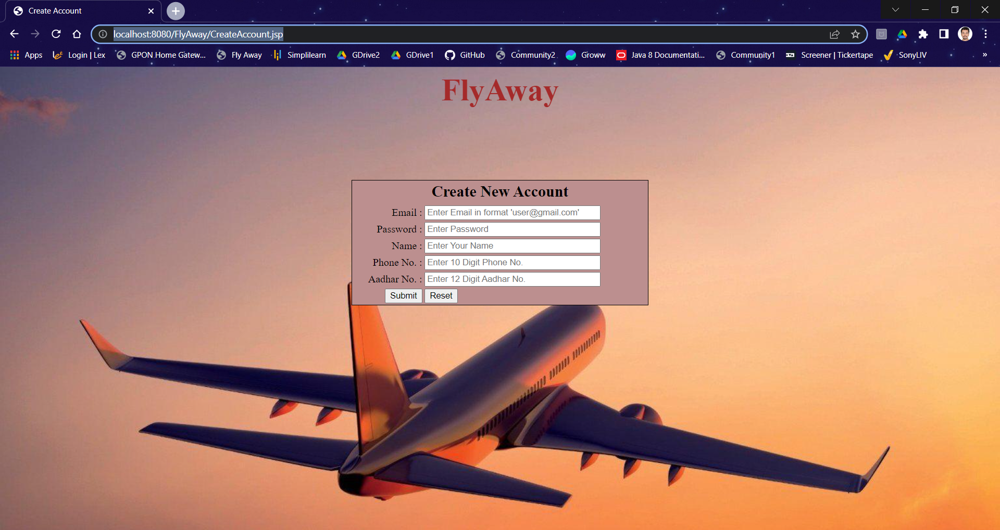 Create Account
localhost:8080/FlyAway/CreateAccount.jsp
Apps Login | Lex GPON Home Gatew... Fly Away Simplilearn GDrive2 GDrive1 GitHub Community2 Groww Java 8 Documentati... Community1 Screener | Tickertape SonyLIV »
FlyAway
Create New Account
Email : Enter Email in format 'user@gmail.com'
Password : Enter Password
Name : Enter Your Name
Phone No. : Enter 10 Digit Phone No.
Aadhar No. : Enter 12 Digit Aadhar No.
Submit Reset